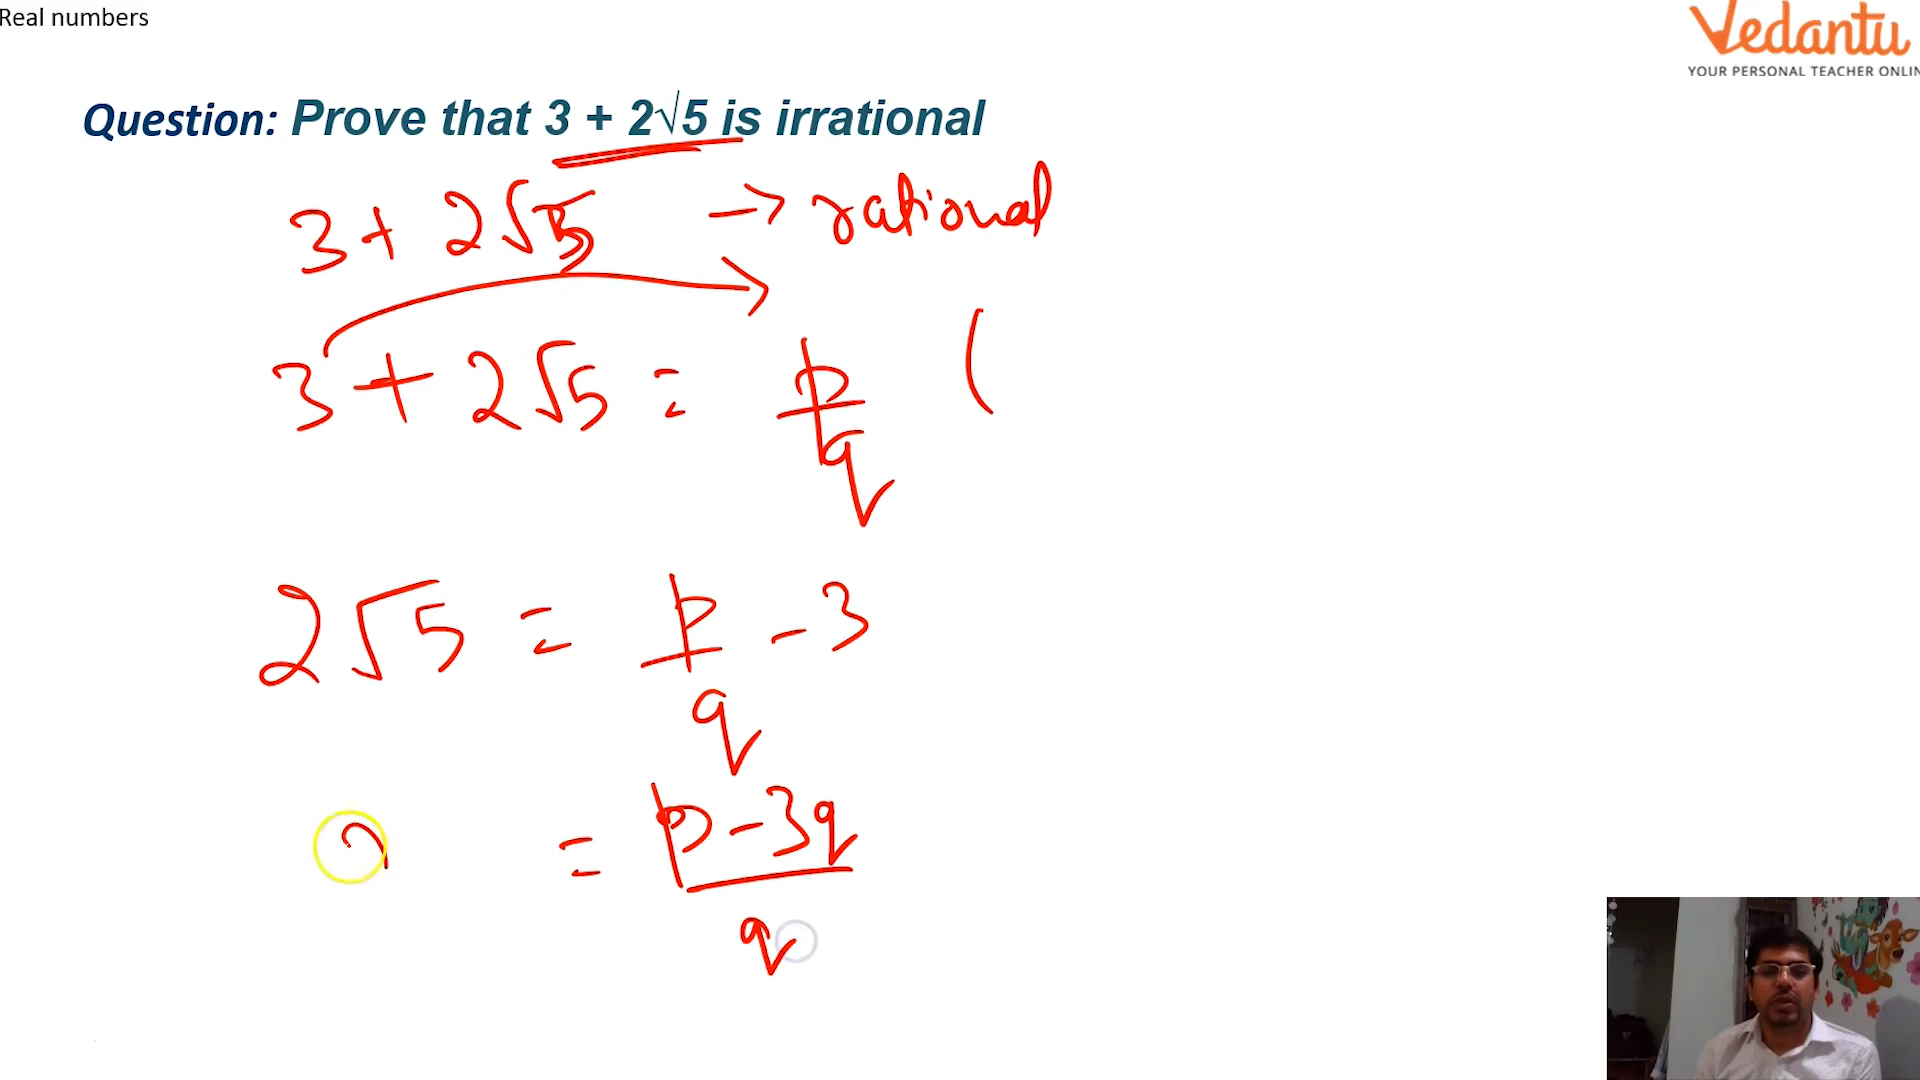 Real numbers
Vedantu
YOUR PERSONAL TEACHER ONLIN
Question: Prove that 3 + 2√5 is irrational
3 + 2√5 → rational
3 + 2√5 = p/q (
2√5 = p/q - 3
2 = p - 3q/q